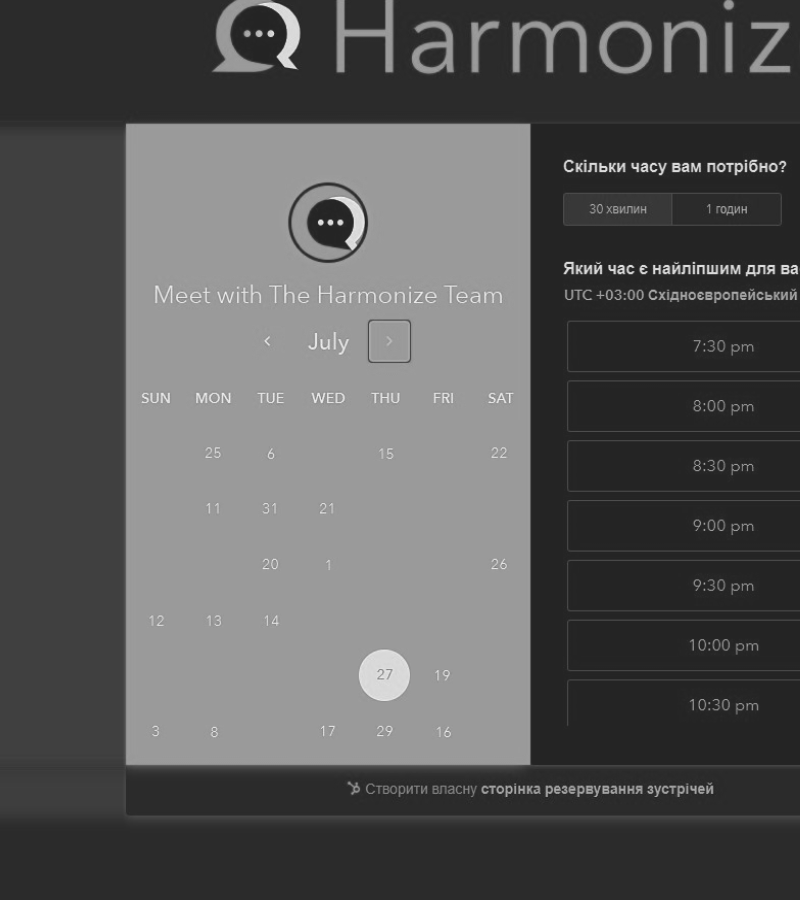 Harmoniz
Meet with The Harmonize Team
July
SUN MON TUE WED THU FRI SAT
25 6 15 22
11 31 21
20 1 26
12 13 14
27 19
3 8 17 29 16
Скільки часу вам потрібно?
30 хвилин 1 годин
Який час є найліпшим для ва
UTC +03:00 Східноєвропейський
7:30 pm
8:00 pm
8:30 pm
9:00 pm
9:30 pm
10:00 pm
10:30 pm
Створити власну сторінка резервування зустрічей